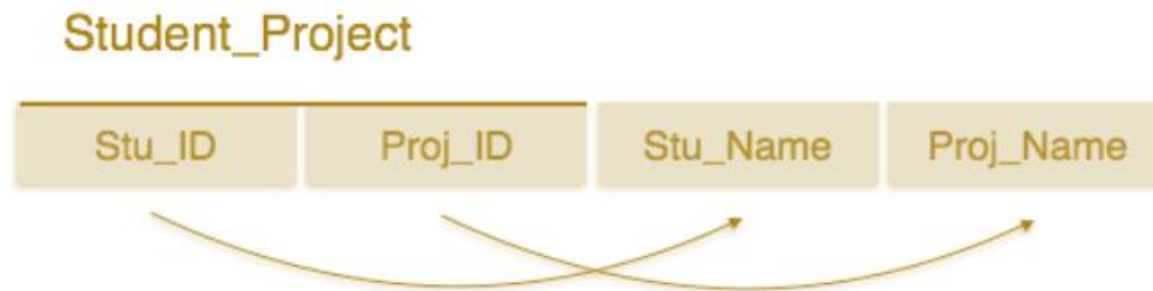 Student_Project
Stu_ID Proj_ID Stu_Name Proj_Name